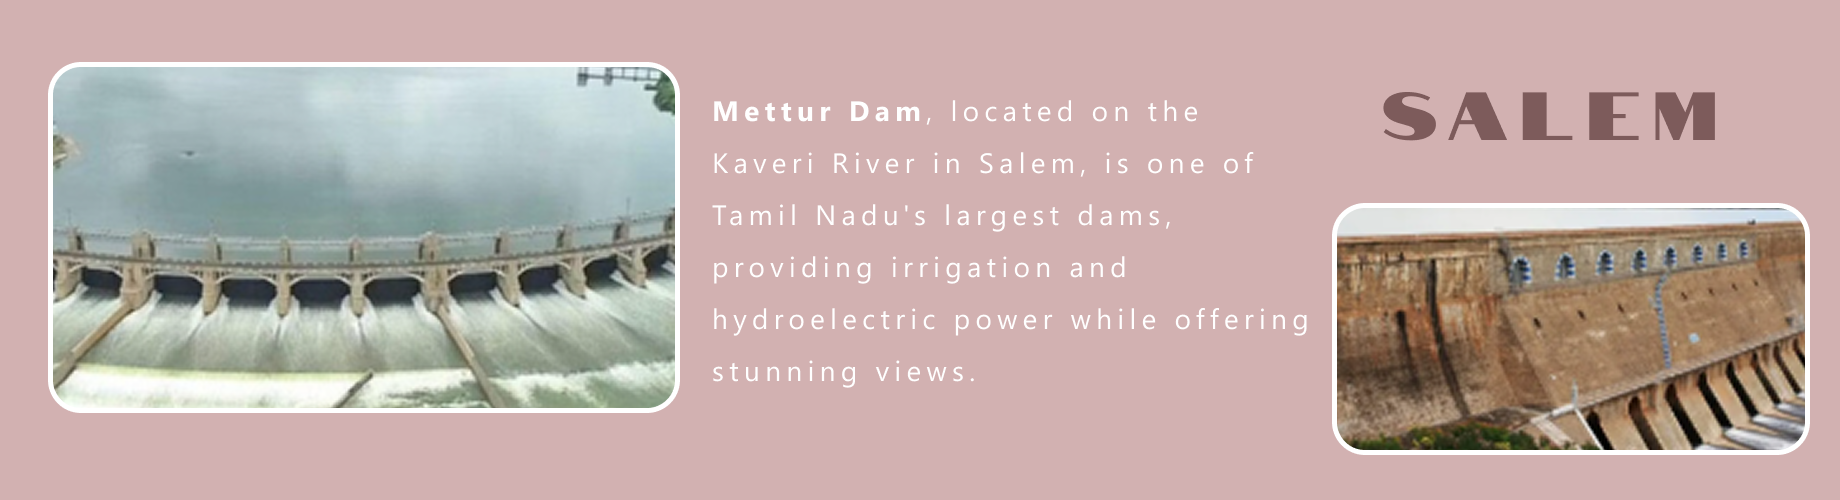 Mettur Dam, located on the
Kaveri River in Salem, is one of
Tamil Nadu's largest dams,
providing irrigation and
hydroelectric power while offering
stunning views.
SALEM